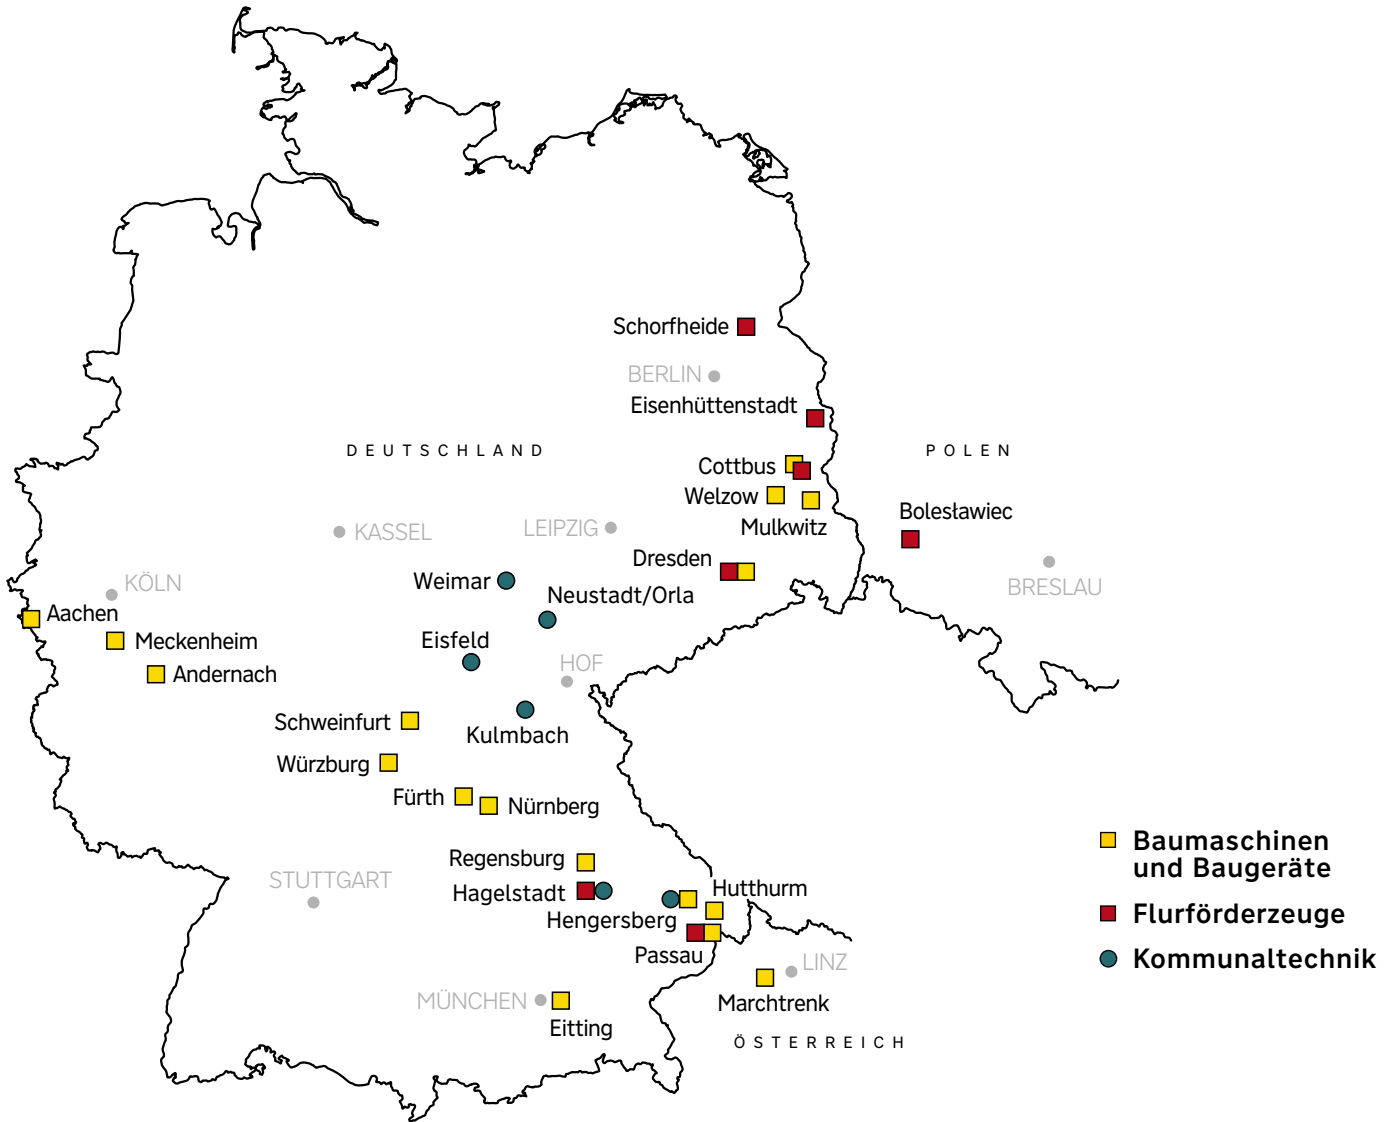 Schorfheide
BERLIN
Eisenhüttenstadt
DEUTSCHLAND
POLEN
Cottbus
Welzow
Bolesławiec
Mulkwitz
KASSEL
LEIPZIG
Dresden
Weimar
KÖLN
BRESLAU
Neustadt/Orla
Aachen
Meckenheim
Eisfeld
HOF
Andernach
Schweinfurt
Kulmbach
Würzburg
Fürth
Nürnberg
Regensburg
STUTTGART
Hagelstadt
Hutthurm
Hengersberg
Passau
LINZ
MÜNCHEN
Marchtrenk
Eitting
ÖSTERREICH
Baumaschinen
und Baugeräte
Flurförderzeuge
Kommunaltechnik